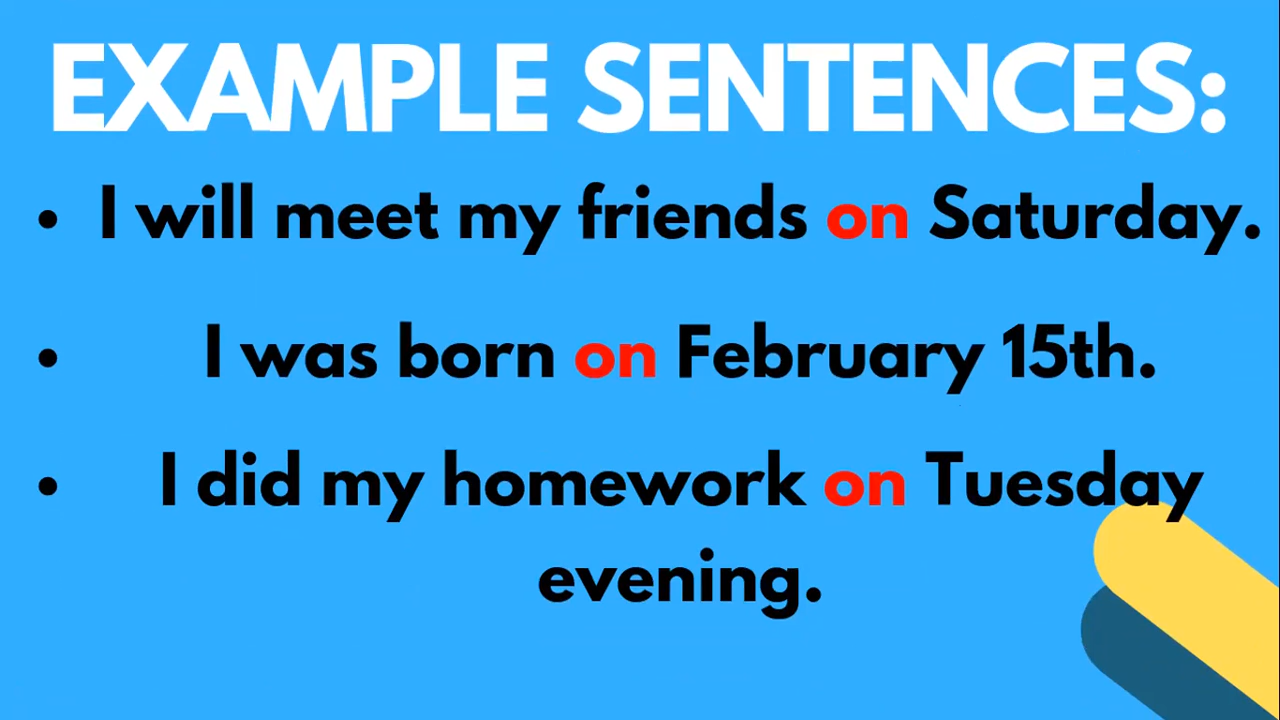 EXAMPLE SENTENCES:
• I will meet my friends on Saturday.
• I was born on February 15th.
• I did my homework on Tuesday
evening.